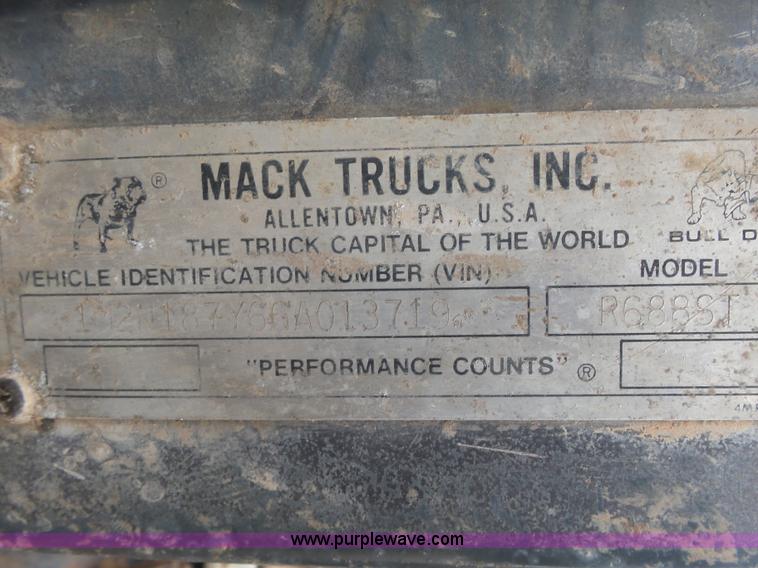 ® MACK TRUCKS, INC.
ALLENTOWN, PA., U.S.A.
THE TRUCK CAPITAL OF THE WORLD BULL D
VEHICLE IDENTIFICATION NUMBER (VIN) MODEL
R688ST
"PERFORMANCE COUNTS" ®
www.purplewave.com